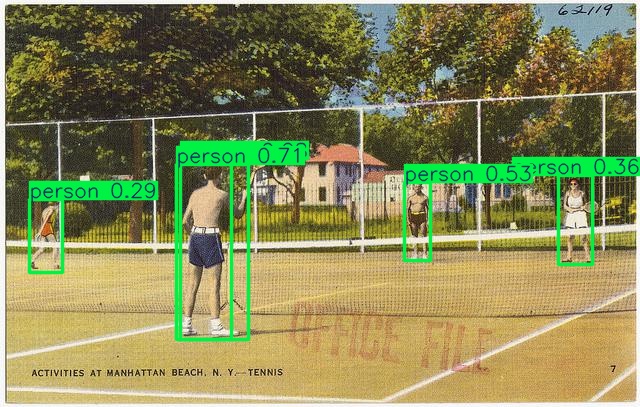 62119
person 0.29
person 0.71
person 0.53
person 0.36
OFFICE FILE
ACTIVITIES AT MANHATTAN BEACH, N. Y.—TENNIS
7